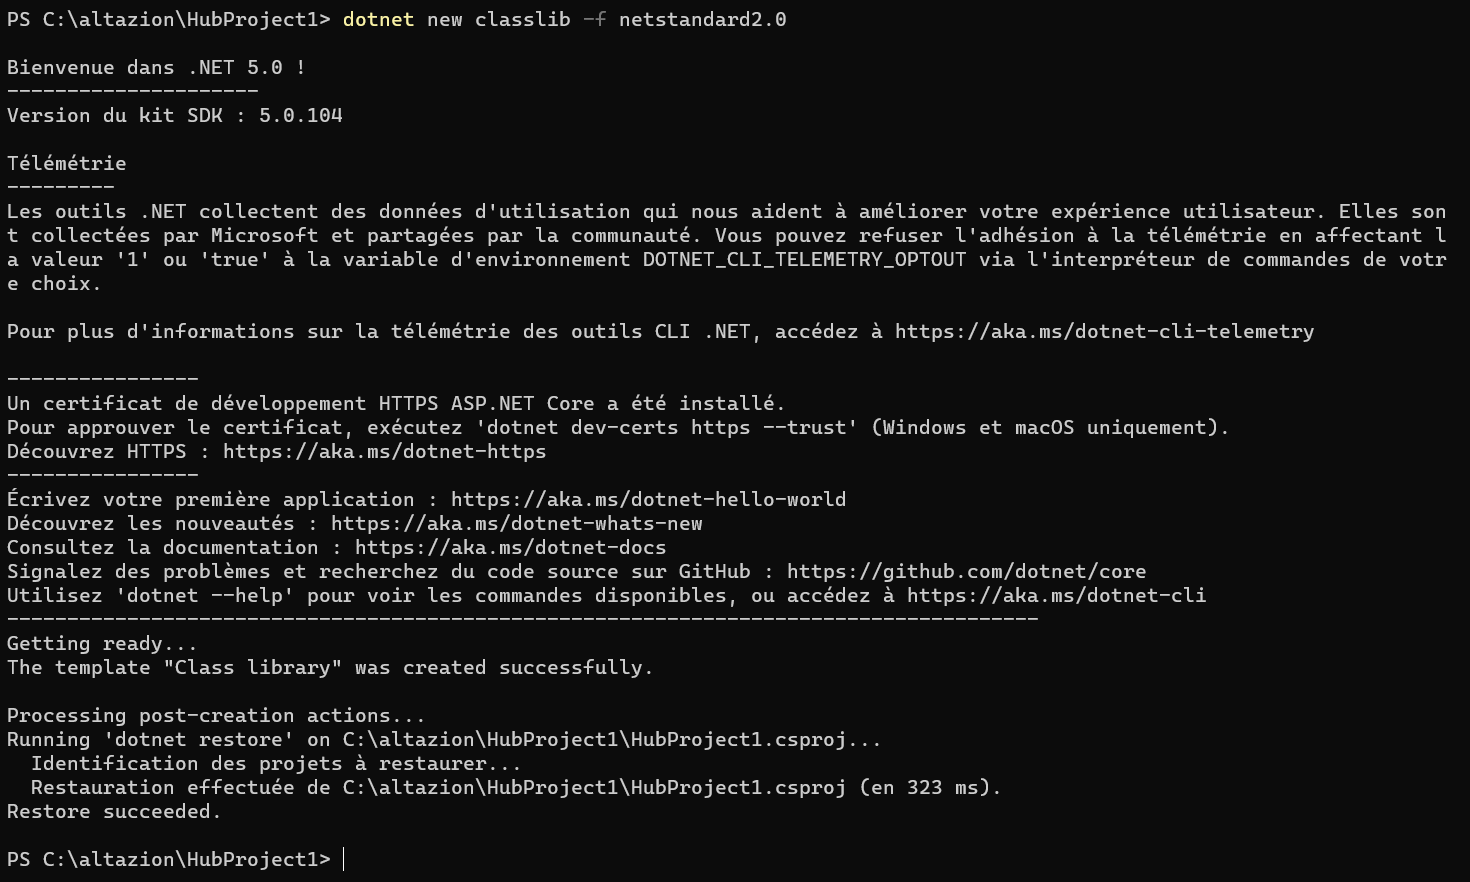 PS C:\altazion\HubProject1> dotnet new classlib -f netstandard2.0
Bienvenue dans .NET 5.0 !
---------------------
Version du kit SDK : 5.0.104
Télémétrie
---------
Les outils .NET collectent des données d'utilisation qui nous aident à améliorer votre expérience utilisateur. Elles son
t collectées par Microsoft et partagées par la communauté. Vous pouvez refuser l'adhésion à la télémétrie en affectant l
a valeur '1' ou 'true' à la variable d'environnement DOTNET_CLI_TELEMETRY_OPTOUT via l'interpréteur de commandes de votr
e choix.
Pour plus d'informations sur la télémétrie des outils CLI .NET, accédez à https://aka.ms/dotnet-cli-telemetry
----------------
Un certificat de développement HTTPS ASP.NET Core a été installé.
Pour approuver le certificat, exécutez 'dotnet dev-certs https --trust' (Windows et macOS uniquement).
Découvrez HTTPS : https://aka.ms/dotnet-https
----------------
Écrivez votre première application : https://aka.ms/dotnet-hello-world
Découvrez les nouveautés : https://aka.ms/dotnet-whats-new
Consultez la documentation : https://aka.ms/dotnet-docs
Signalez des problèmes et recherchez du code source sur GitHub : https://github.com/dotnet/core
Utilisez 'dotnet --help' pour voir les commandes disponibles, ou accédez à https://aka.ms/dotnet-cli
--------------------------------------------------------------------------------------
Getting ready...
The template "Class library" was created successfully.
Processing post-creation actions...
Running 'dotnet restore' on C:\altazion\HubProject1\HubProject1.csproj...
  Identification des projets à restaurer...
  Restauration effectuée de C:\altazion\HubProject1\HubProject1.csproj (en 323 ms).
Restore succeeded.
PS C:\altazion\HubProject1>